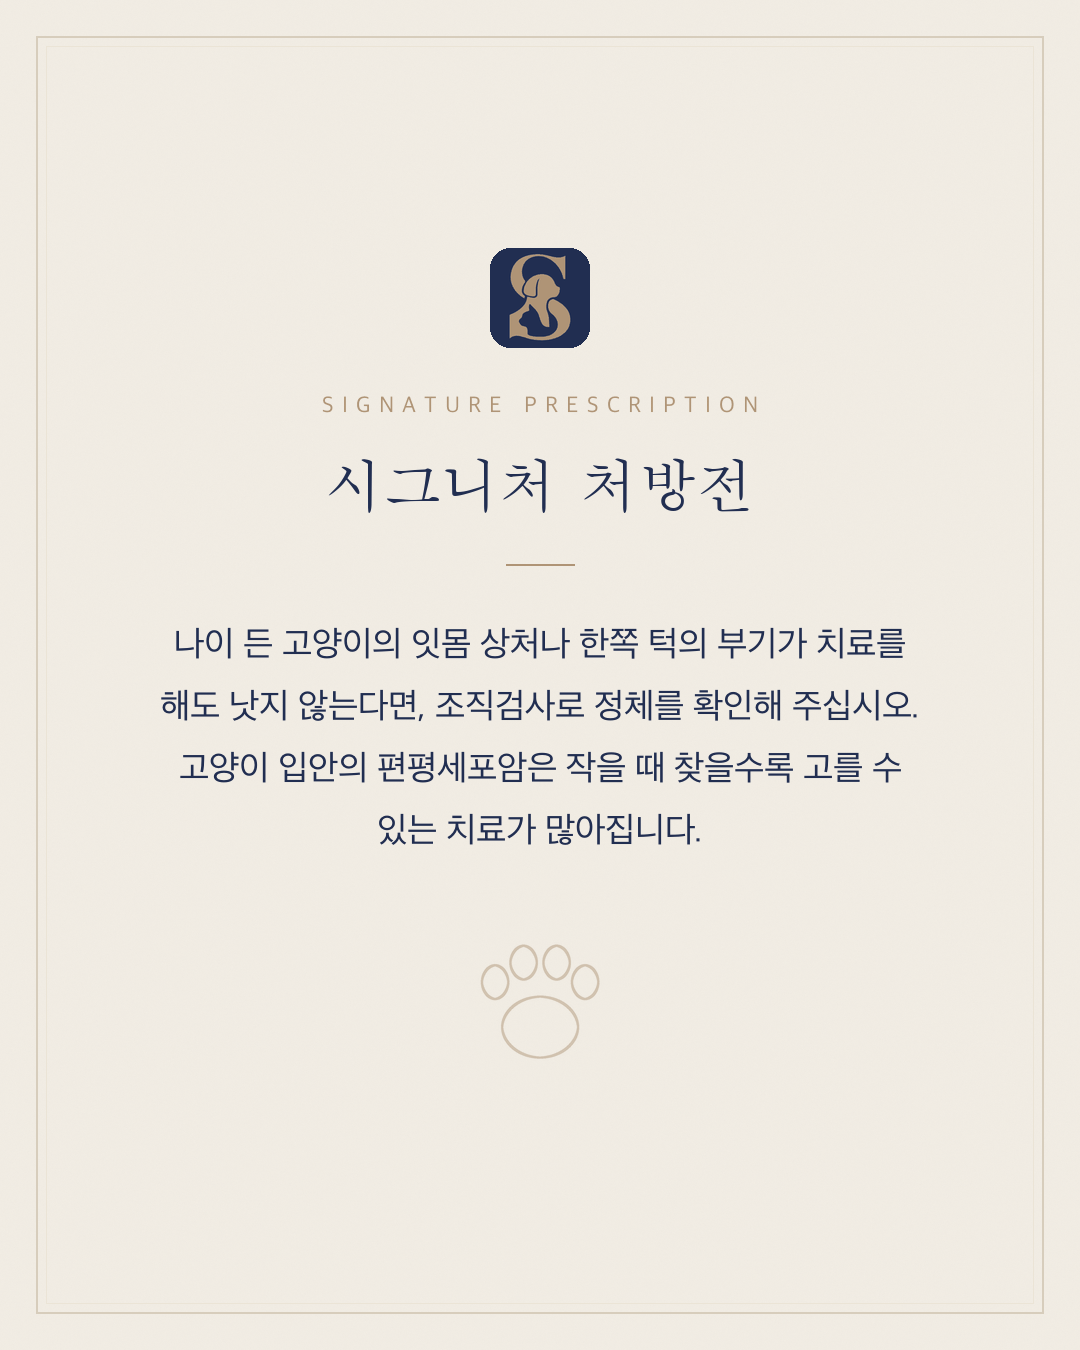 S
SIGNATURE PRESCRIPTION
시그니처 처방전
나이 든 고양이의 잇몸 상처나 한쪽 턱의 부기가 치료를
해도 낫지 않는다면, 조직검사로 정체를 확인해 주십시오.
고양이 입안의 편평세포암은 작을 때 찾을수록 고를 수
있는 치료가 많아집니다.